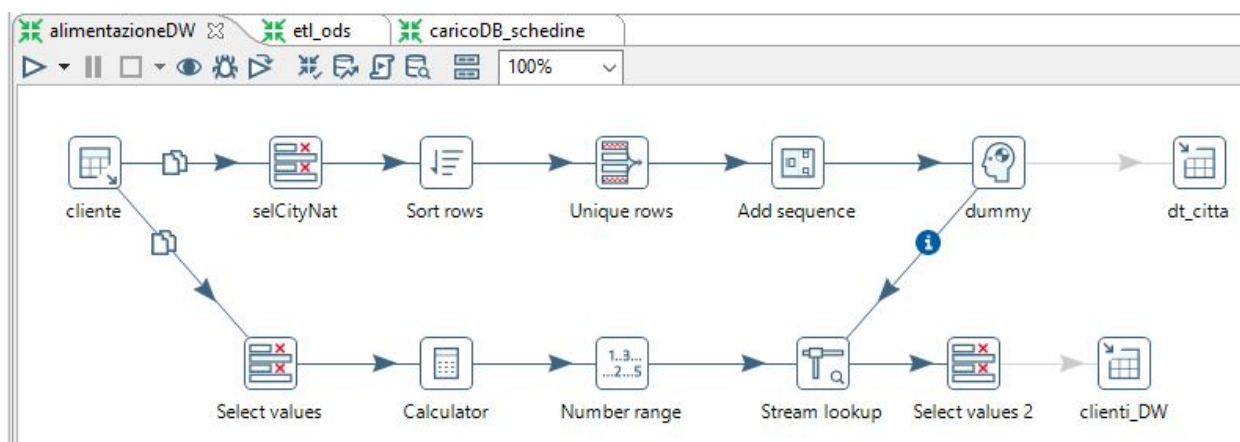 alimentazioneDW
etl_ods
caricoDB_schedine
100%
cliente
selCityNat
Sort rows
Unique rows
Add sequence
dummy
dt_citta
1..3...
...2..5
Select values
Calculator
Number range
Stream lookup
Select values 2
clienti_DW